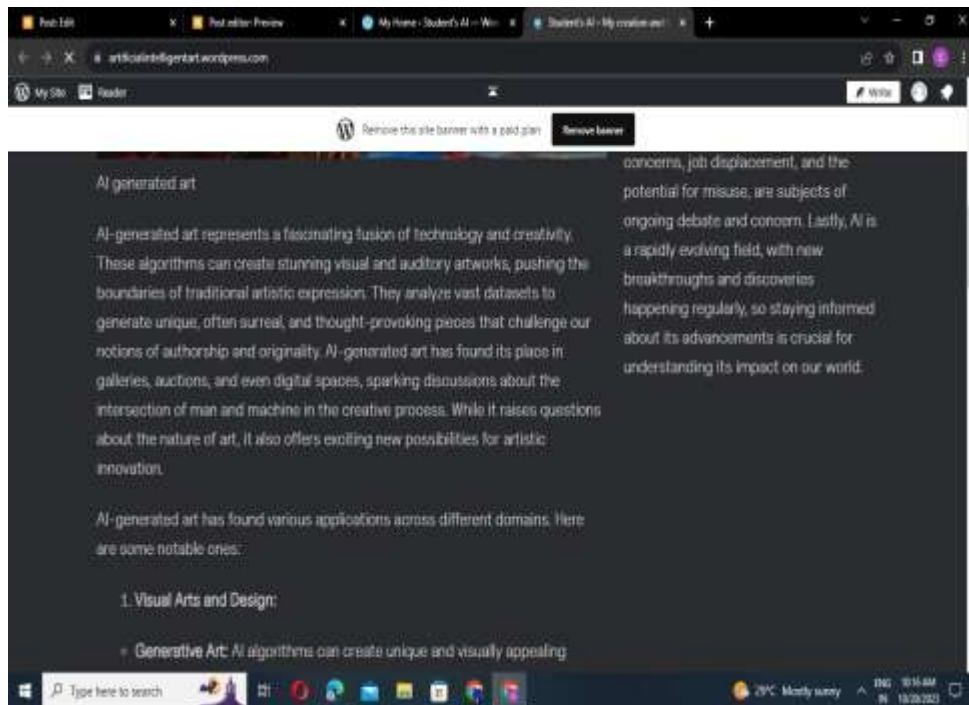 Post: Edit
Post editor Preview
My Home ‹ Student's AI — Wor
Student's AI - My creation and
artificialintelligentart.wordpress.com
My Site
Reader
Write
Remove this site banner with a paid plan
Remove banner
AI generated art
AI-generated art represents a fascinating fusion of technology and creativity.
These algorithms can create stunning visual and auditory artworks, pushing the
boundaries of traditional artistic expression. They analyze vast datasets to
generate unique, often surreal, and thought-provoking pieces that challenge our
notions of authorship and originality. AI-generated art has found its place in
galleries, auctions, and even digital spaces, sparking discussions about the
intersection of man and machine in the creative process. While it raises questions
about the nature of art, it also offers exciting new possibilities for artistic
innovation.
AI-generated art has found various applications across different domains. Here
are some notable ones:
1. Visual Arts and Design:
Generative Art: AI algorithms can create unique and visually appealing
concerns, job displacement, and the
potential for misuse, are subjects of
ongoing debate and concern. Lastly, AI is
a rapidly evolving field, with new
breakthroughs and discoveries
happening regularly, so staying informed
about its advancements is crucial for
understanding its impact on our world.
Type here to search
29°C Mostly sunny
ENG
IN
10:16 AM
10/20/2023